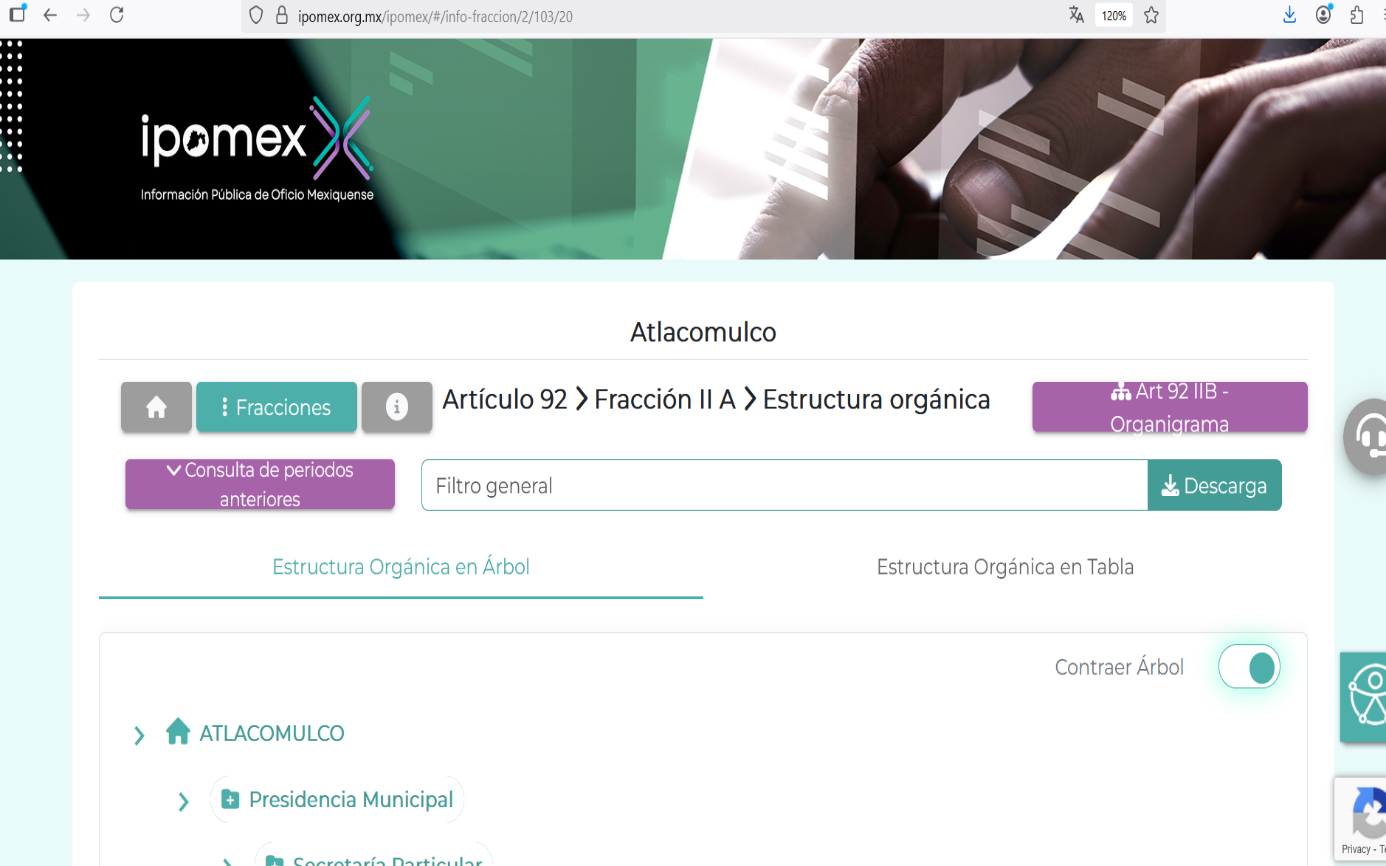 ipomex.org.mx/ipomex/#/info-fraccion/2/103/20
120%
ipomex
Información Pública de Oficio Mexiquense
Atlacomulco
Fracciones
Artículo 92 > Fracción II A > Estructura orgánica
Art 92 IIB -
Organigrama
Consulta de periodos
anteriores
Filtro general
Descarga
Estructura Orgánica en Árbol
Estructura Orgánica en Tabla
Contraer Árbol
ATLACOMULCO
Presidencia Municipal
Secretaría Particular
Privacy - Te